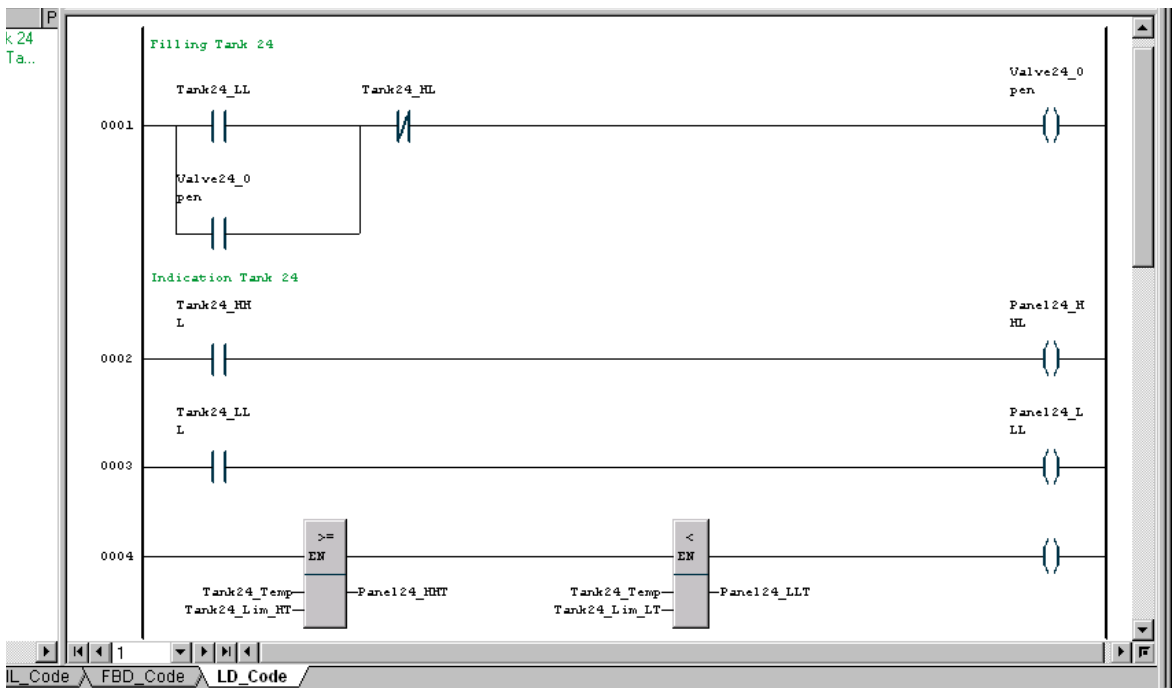 P
k 24
Ta...
Filling Tank 24
Tank24_LL
Tank24_HL
Valve24_O
pen
0001
Valve24_O
pen
Indication Tank 24
Tank24_HH
L
Panel24_H
HL
0002
Tank24_LL
L
Panel24_L
LL
0003
>=
<
0004
EN
EN
Tank24_Temp
Panel24_HHT
Tank24_Temp
Panel24_LLT
Tank24_Lim_HT
Tank24_Lim_LT
1
IL_Code
FBD_Code
LD_Code